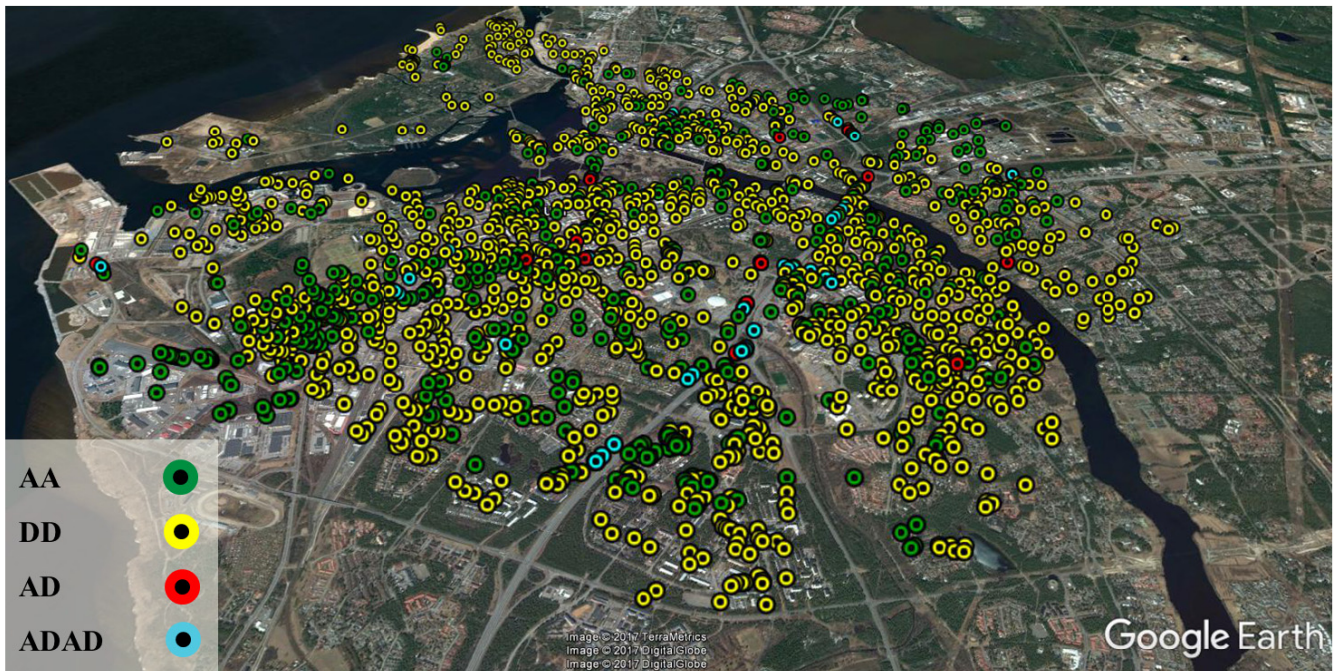 AA
DD
AD
ADAD
Image © 2017 TerraMetrics
Image © 2017 DigitalGlobe
Image © 2017 DigitalGlobe
Google Earth